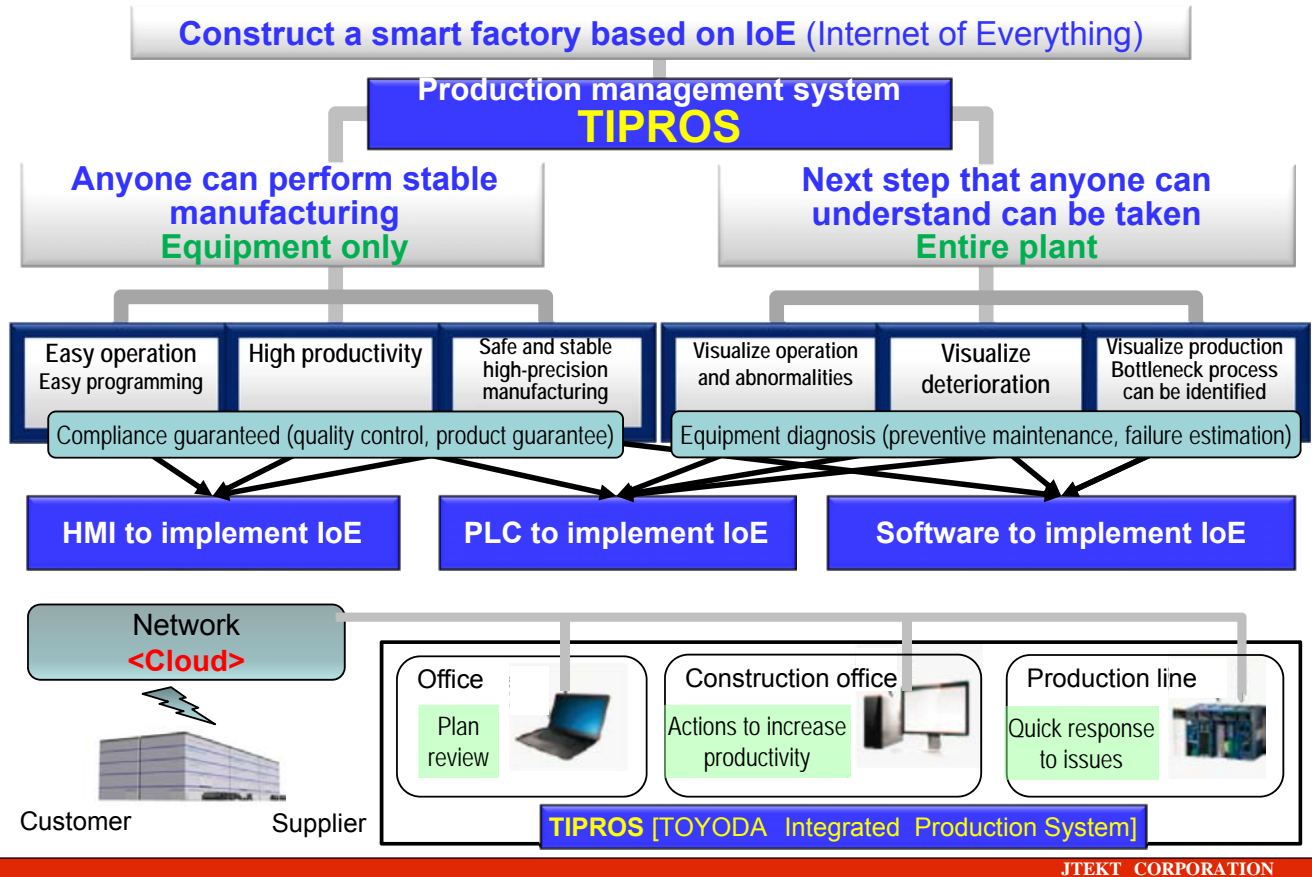 Construct a smart factory based on IoE (Internet of Everything)
Production management system
TIPROS
Anyone can perform stable
manufacturing
Equipment only
Next step that anyone can
understand can be taken
Entire plant
Easy operation
Easy programming
High productivity
Safe and stable
high-precision
manufacturing
Visualize operation
and abnormalities
Visualize
deterioration
Visualize production
Bottleneck process
can be identified
Compliance guaranteed (quality control, product guarantee)
Equipment diagnosis (preventive maintenance, failure estimation)
HMI to implement IoE
PLC to implement IoE
Software to implement IoE
Network
<Cloud>
Customer
Supplier
Office
Plan
review
Construction office
Actions to increase
productivity
Production line
Quick response
to issues
TIPROS [TOYODA Integrated Production System]
JTEKT CORPORATION